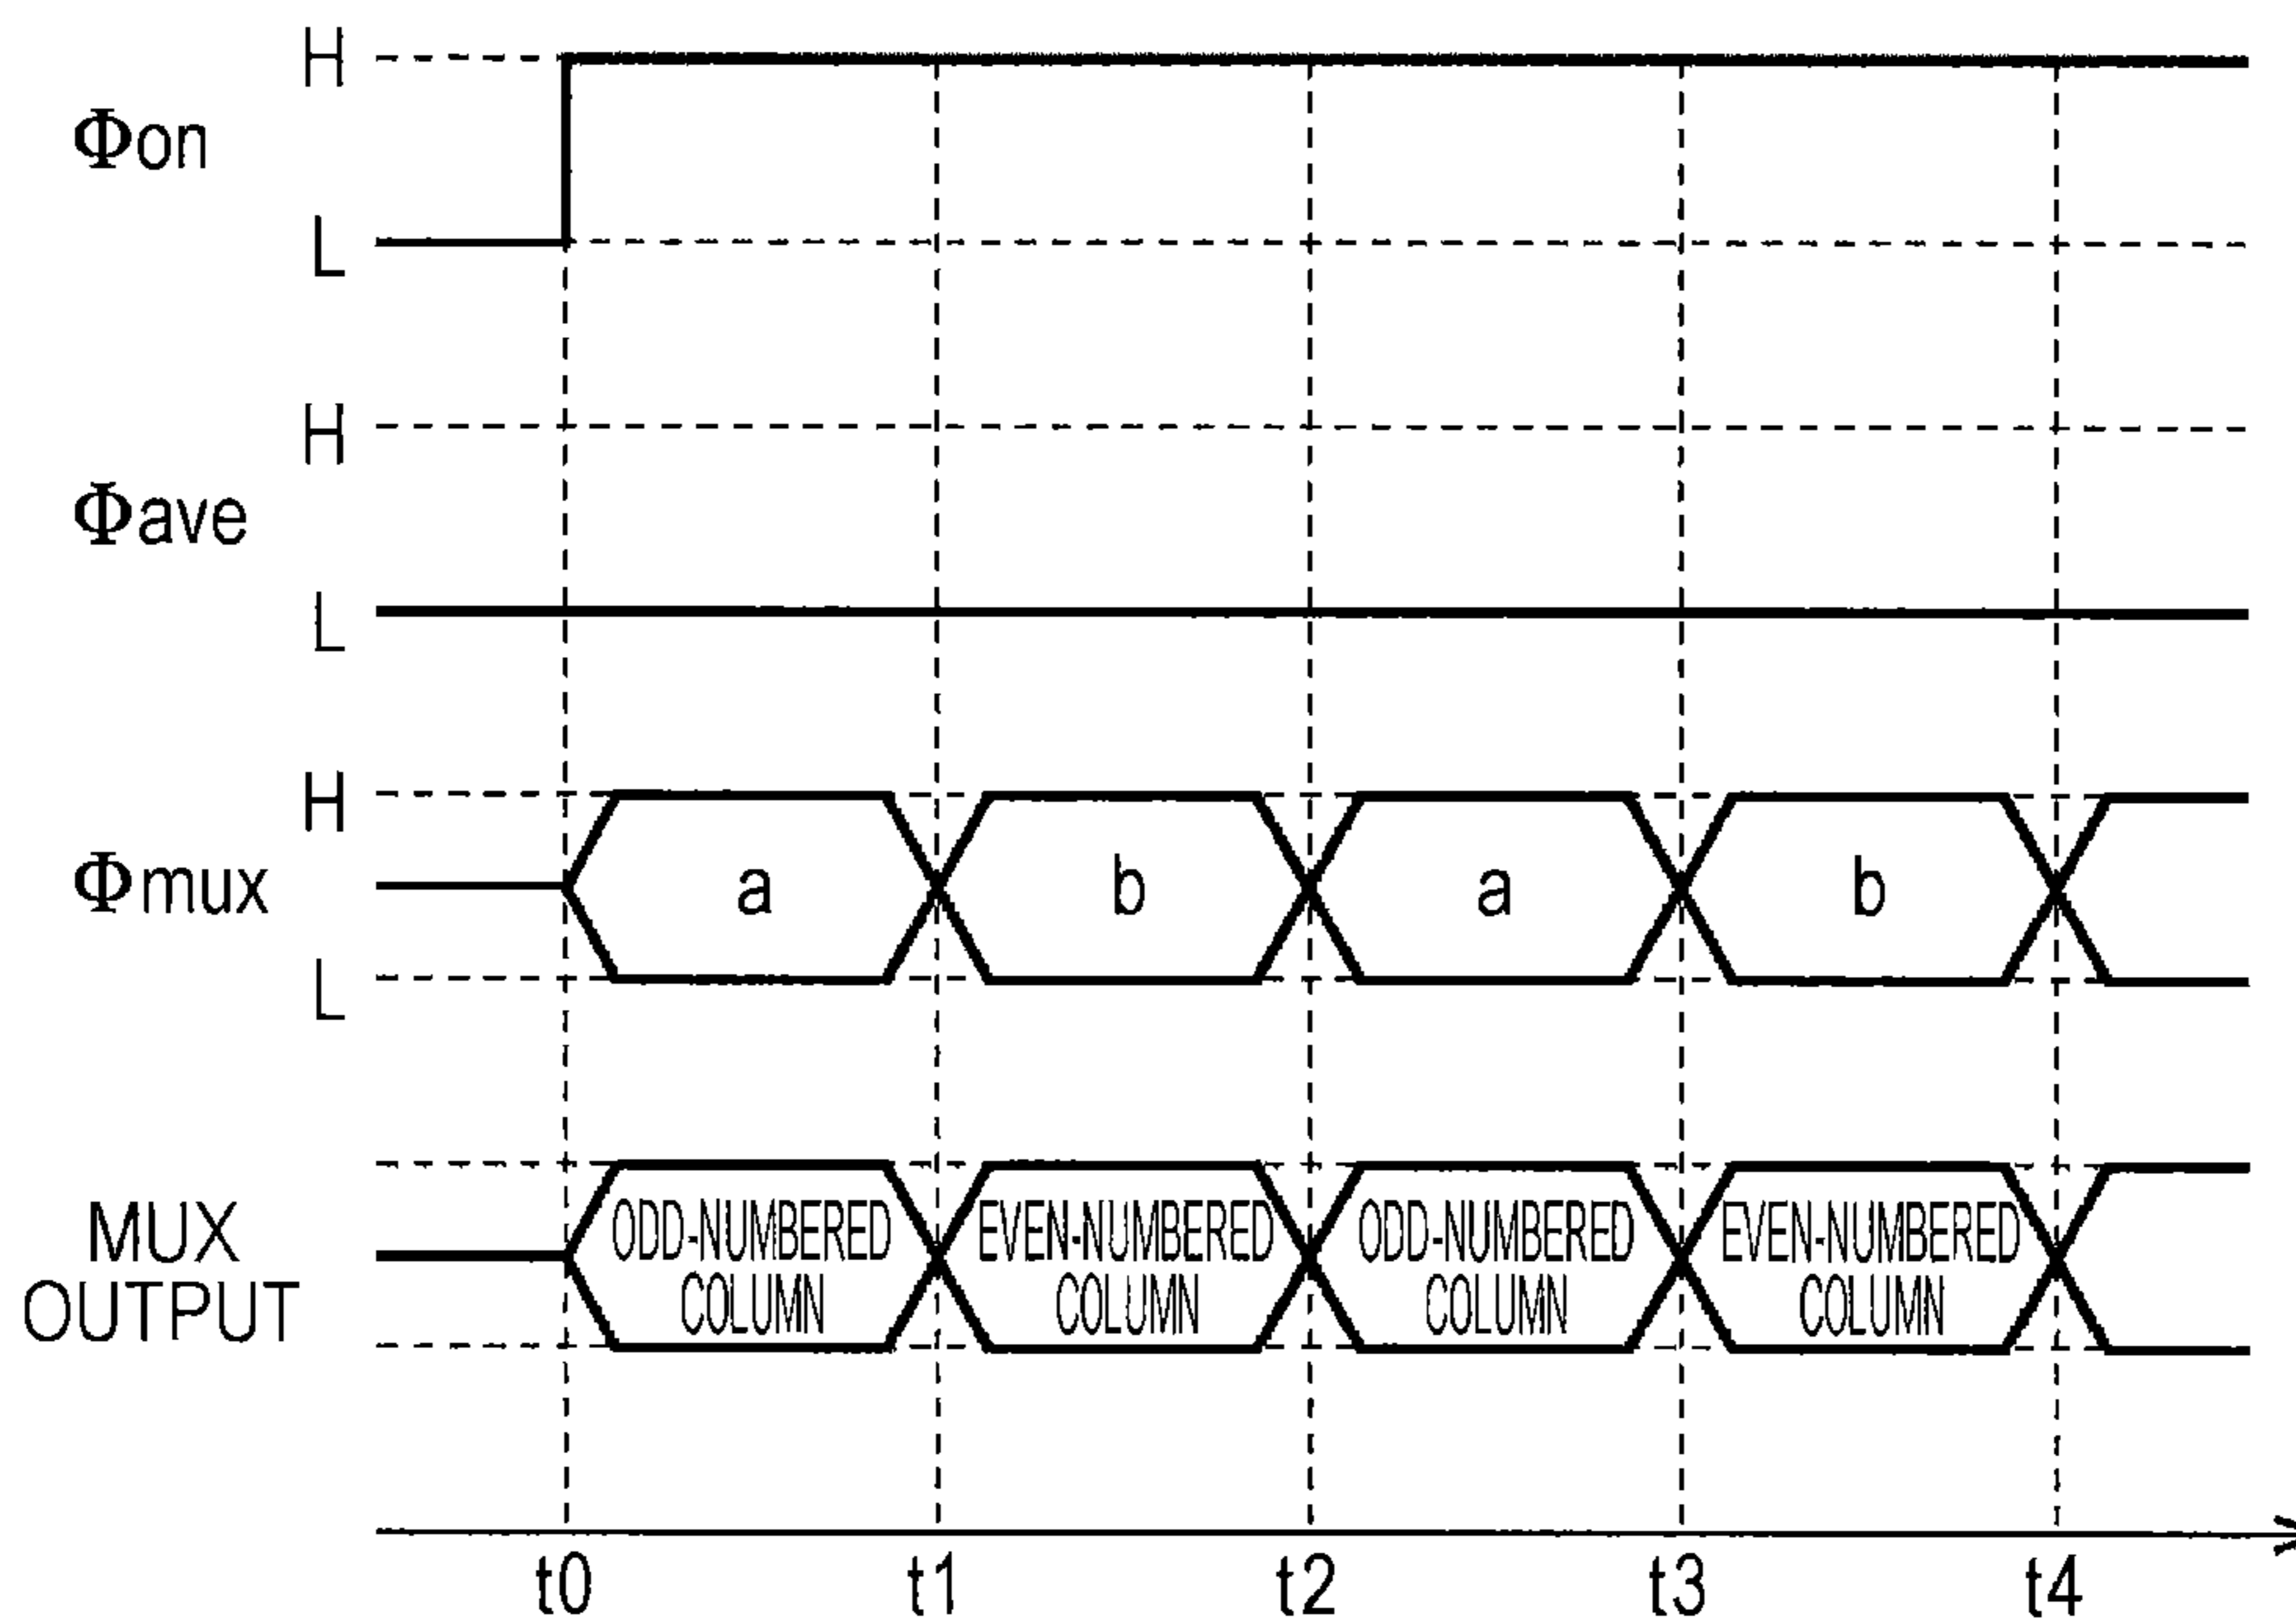 H
Φon
L
H
Φave
L
H
Φmux
a b a b
L
MUX
OUTPUT
ODD-NUMBERED
COLUMN
EVEN-NUMBERED
COLUMN
ODD-NUMBERED
COLUMN
EVEN-NUMBERED
COLUMN
t0 t1 t2 t3 t4